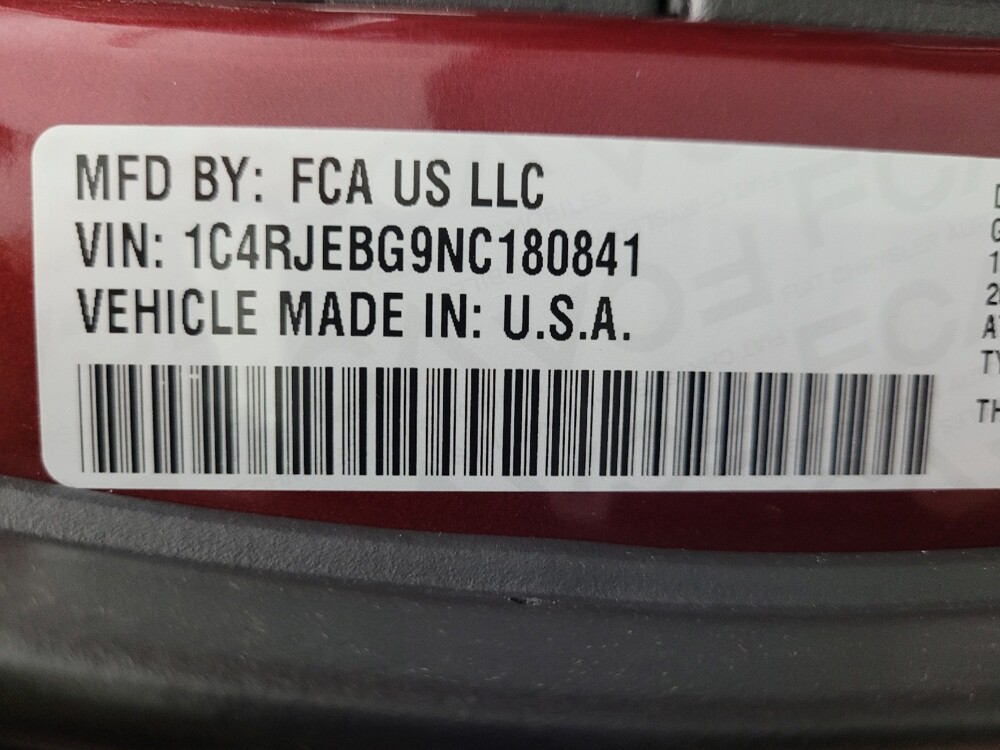 MFD BY: FCA US LLC
VIN: 1C4RJEBG9NC180841
VEHICLE MADE IN: U.S.A.